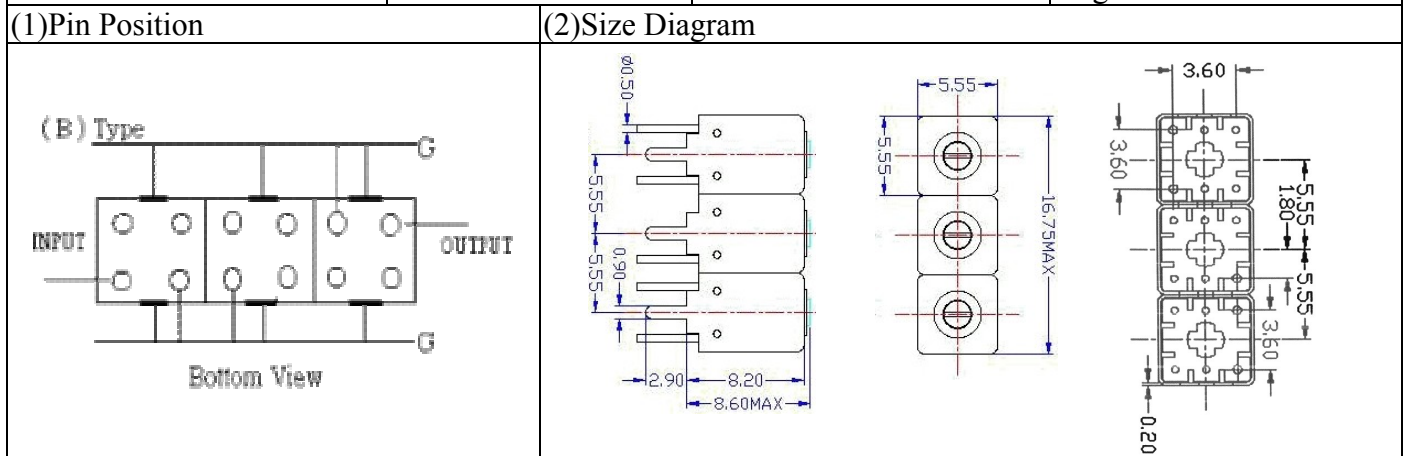 (1)Pin Position
(2)Size Diagram
(B) Type
G
INPUT
OUTPUT
G
Bottom View
ø0.50
5.55
5.55
0.90
2.90
8.20
8.60MAX
5.55
5.55
16.75MAX
3.60
3.60
5.55
1.80
5.55
3.60
0.20